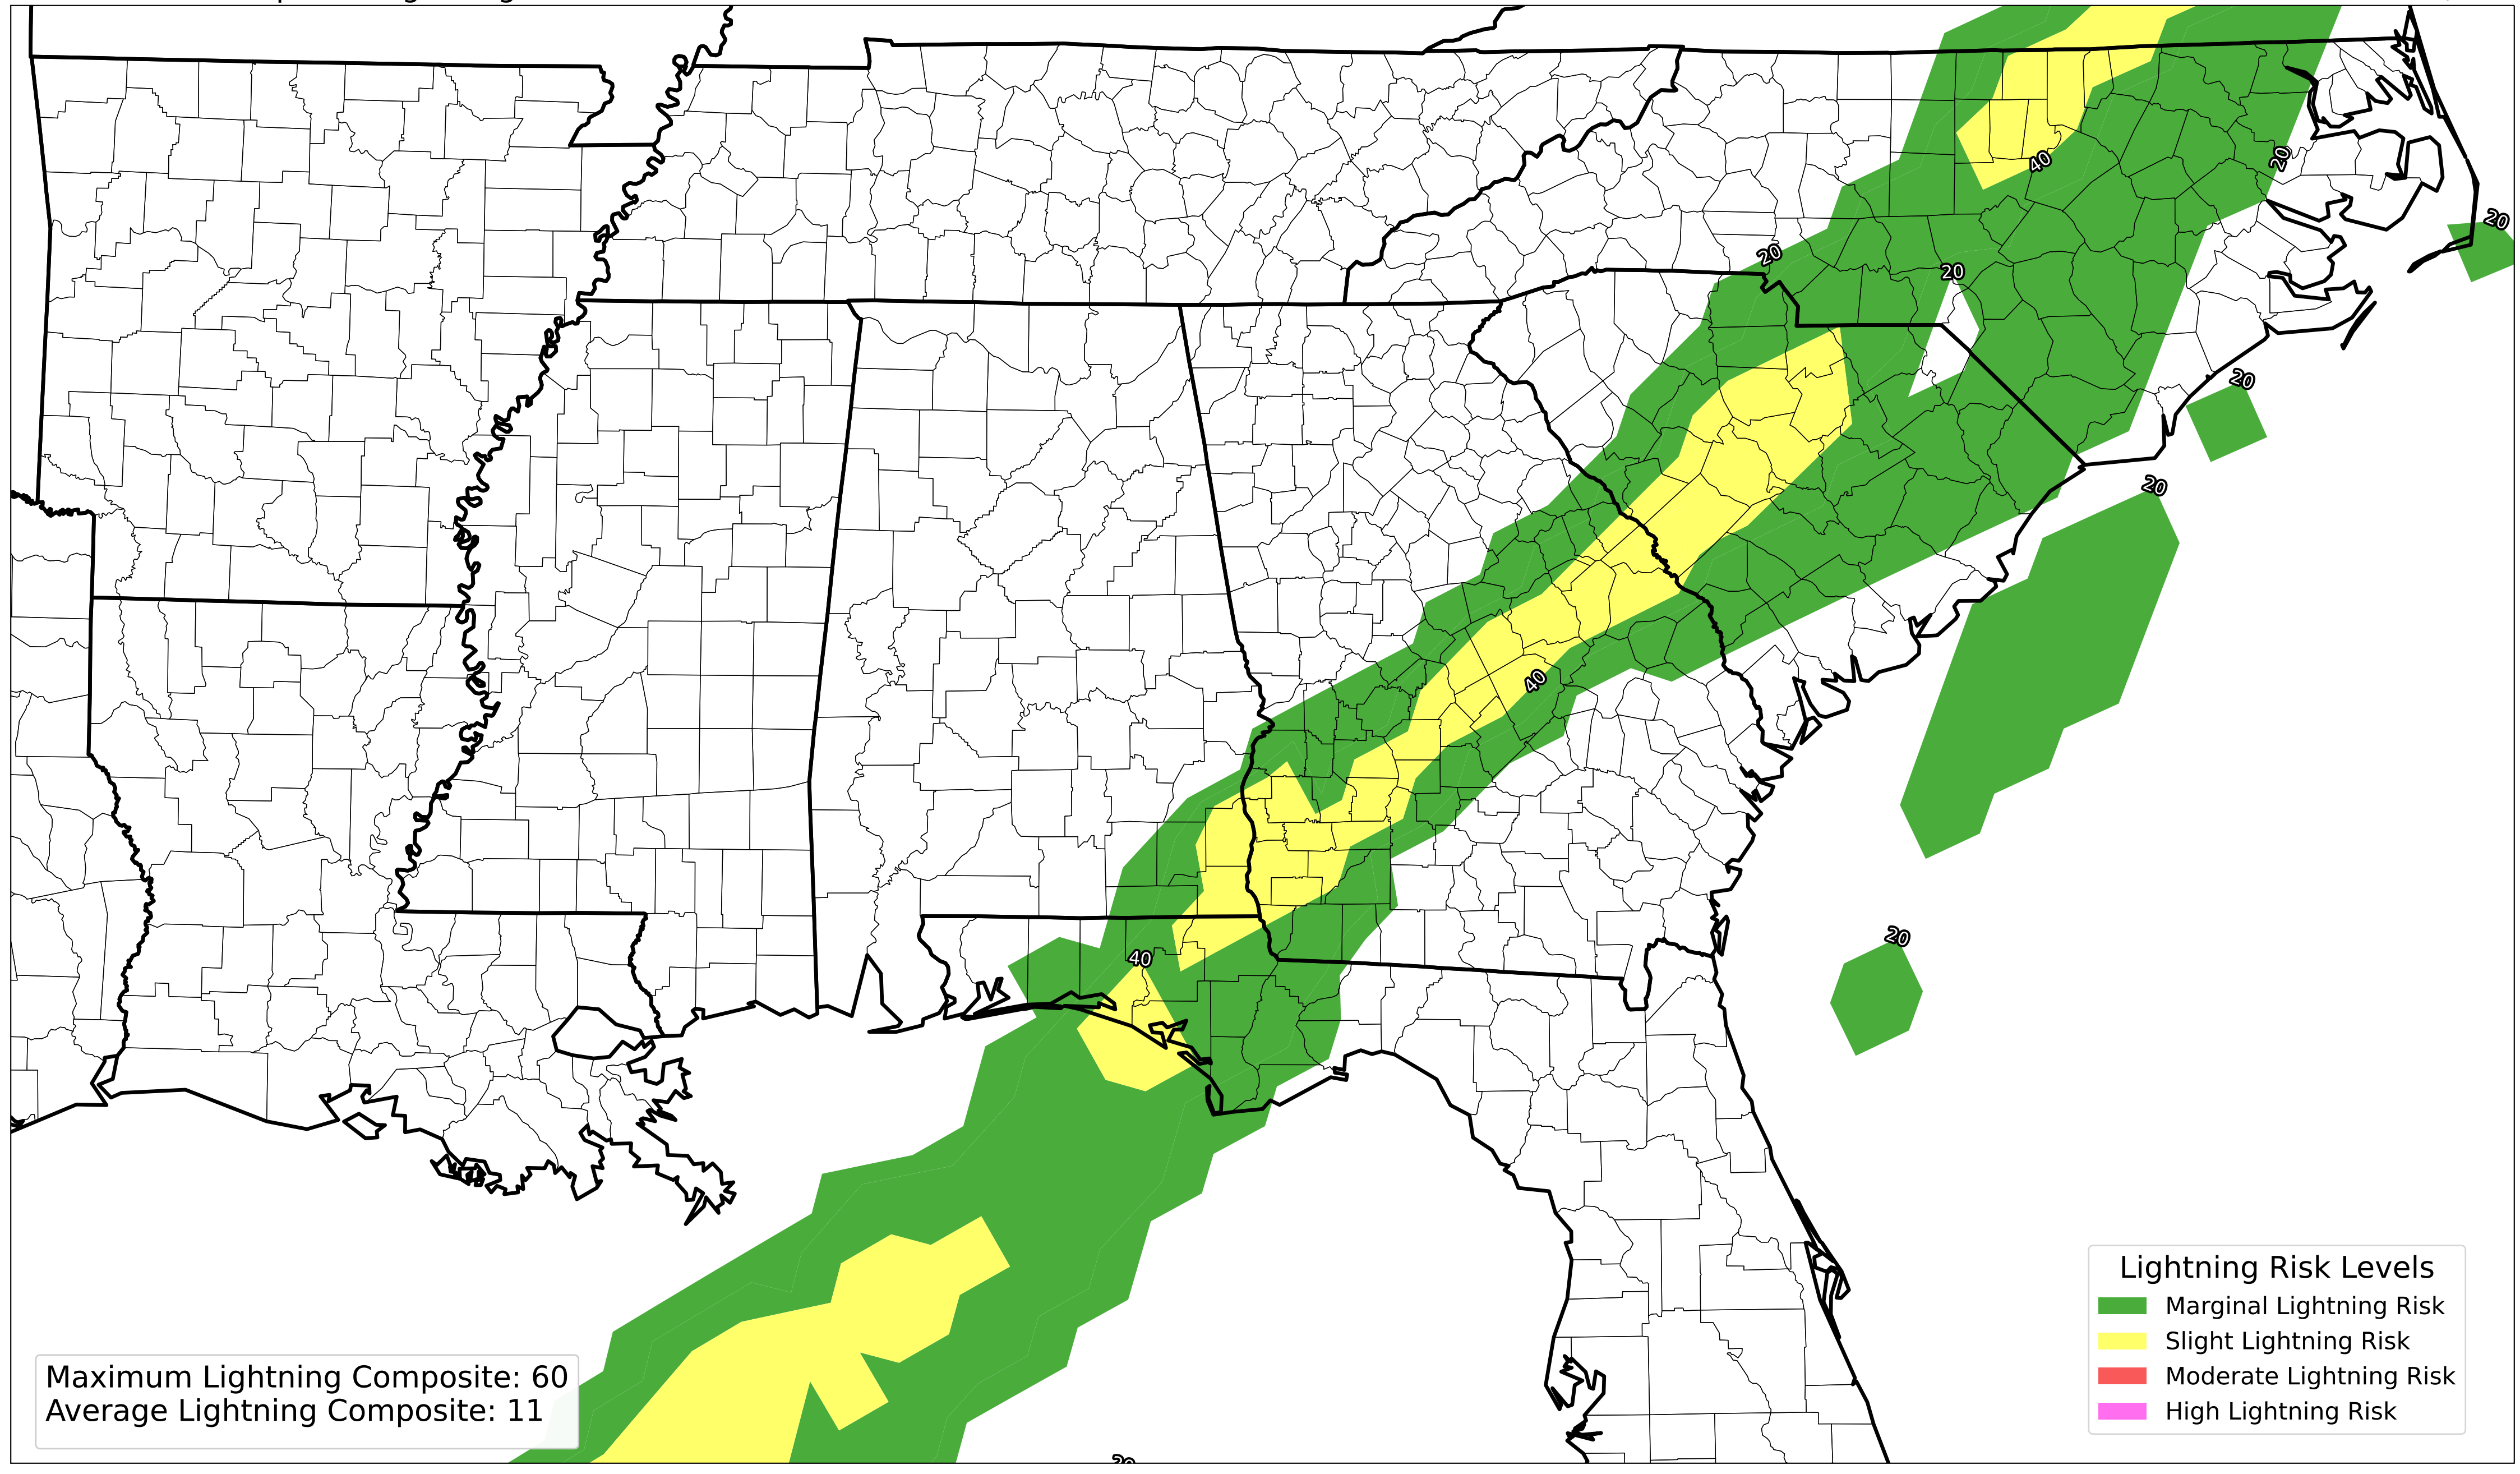 40
20
20
20
20
20
20
40
20
40
Lightning Risk Levels
Marginal Lightning Risk
Slight Lightning Risk
Moderate Lightning Risk
High Lightning Risk
Maximum Lightning Composite: 60
Average Lightning Composite: 11